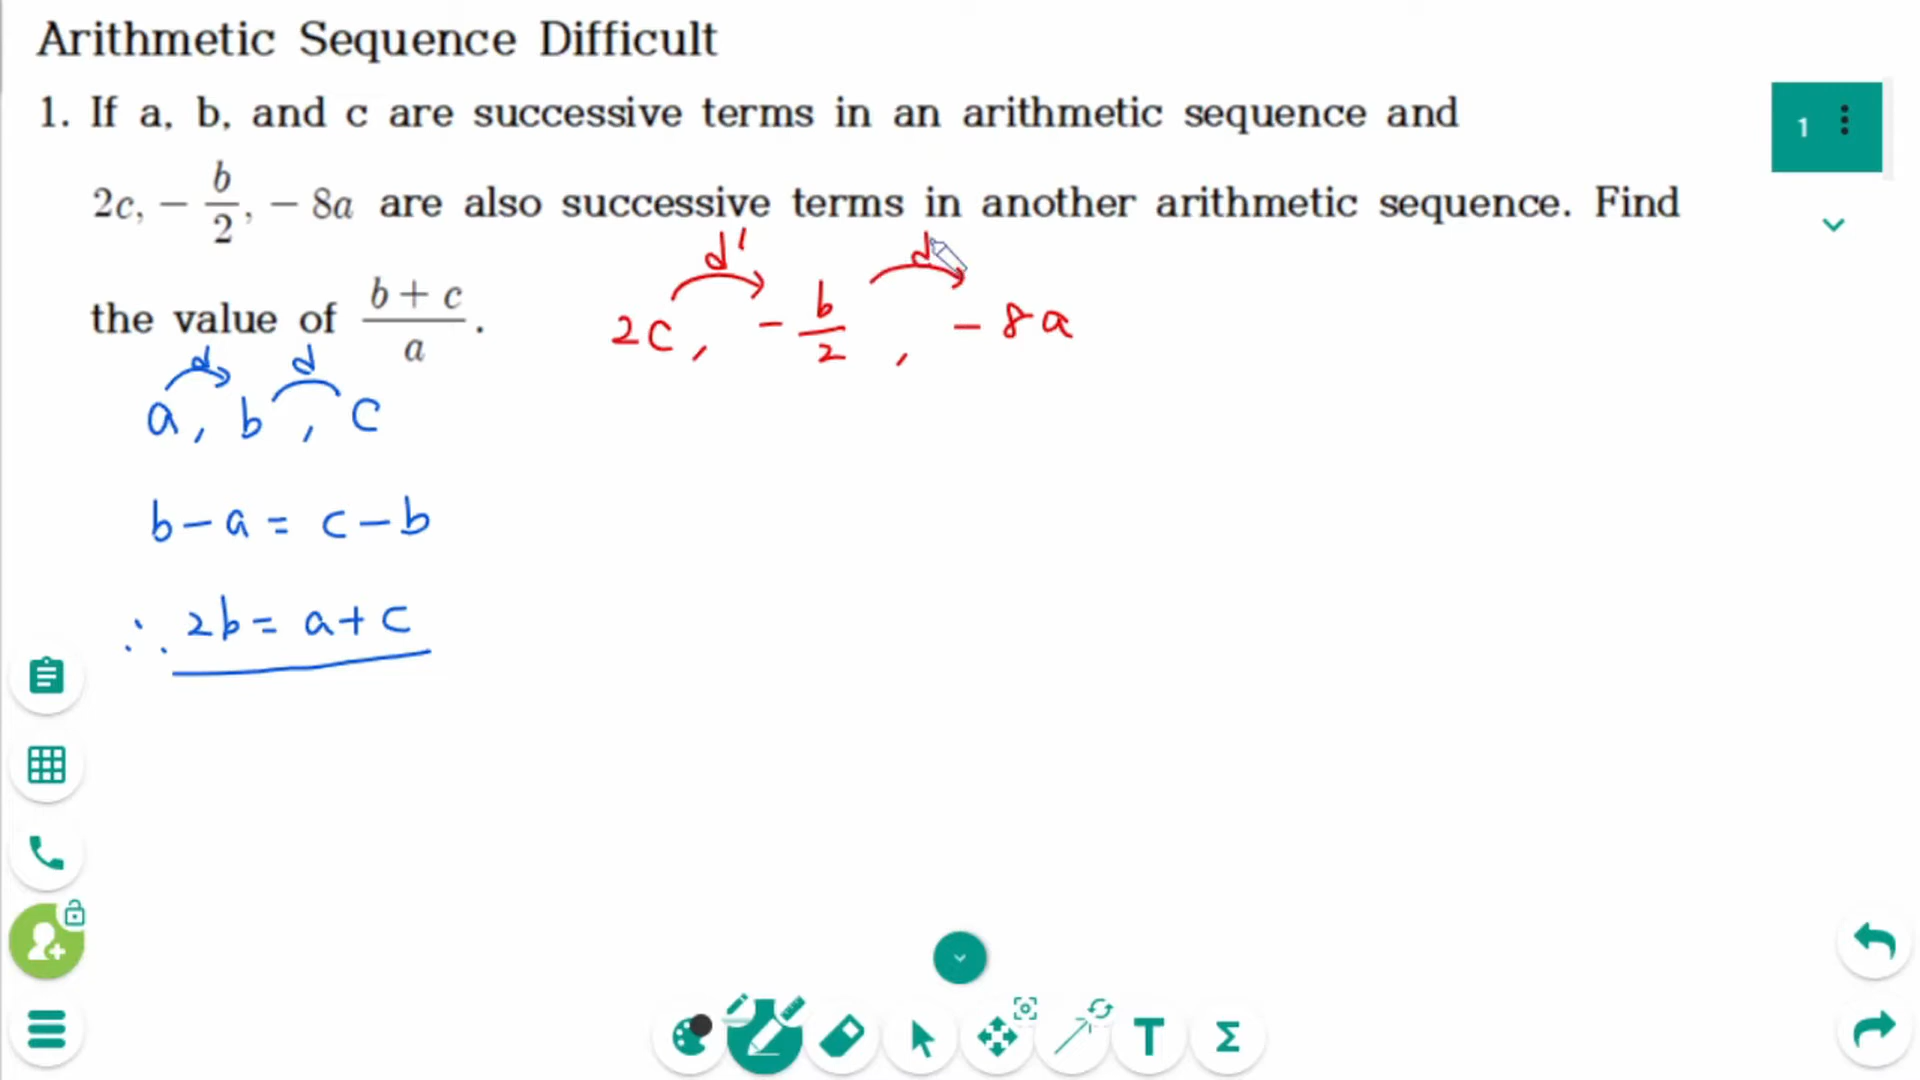 Arithmetic Sequence Difficult
1. If a, b, and c are successive terms in an arithmetic sequence and
2c, −b/2, −8a are also successive terms in another arithmetic sequence. Find
the value of (b+c)/a.
d d
a, b, c
b−a = c−b
∴ 2b = a+c
d' d
2c, −b/2, −8a
1
T
Σ